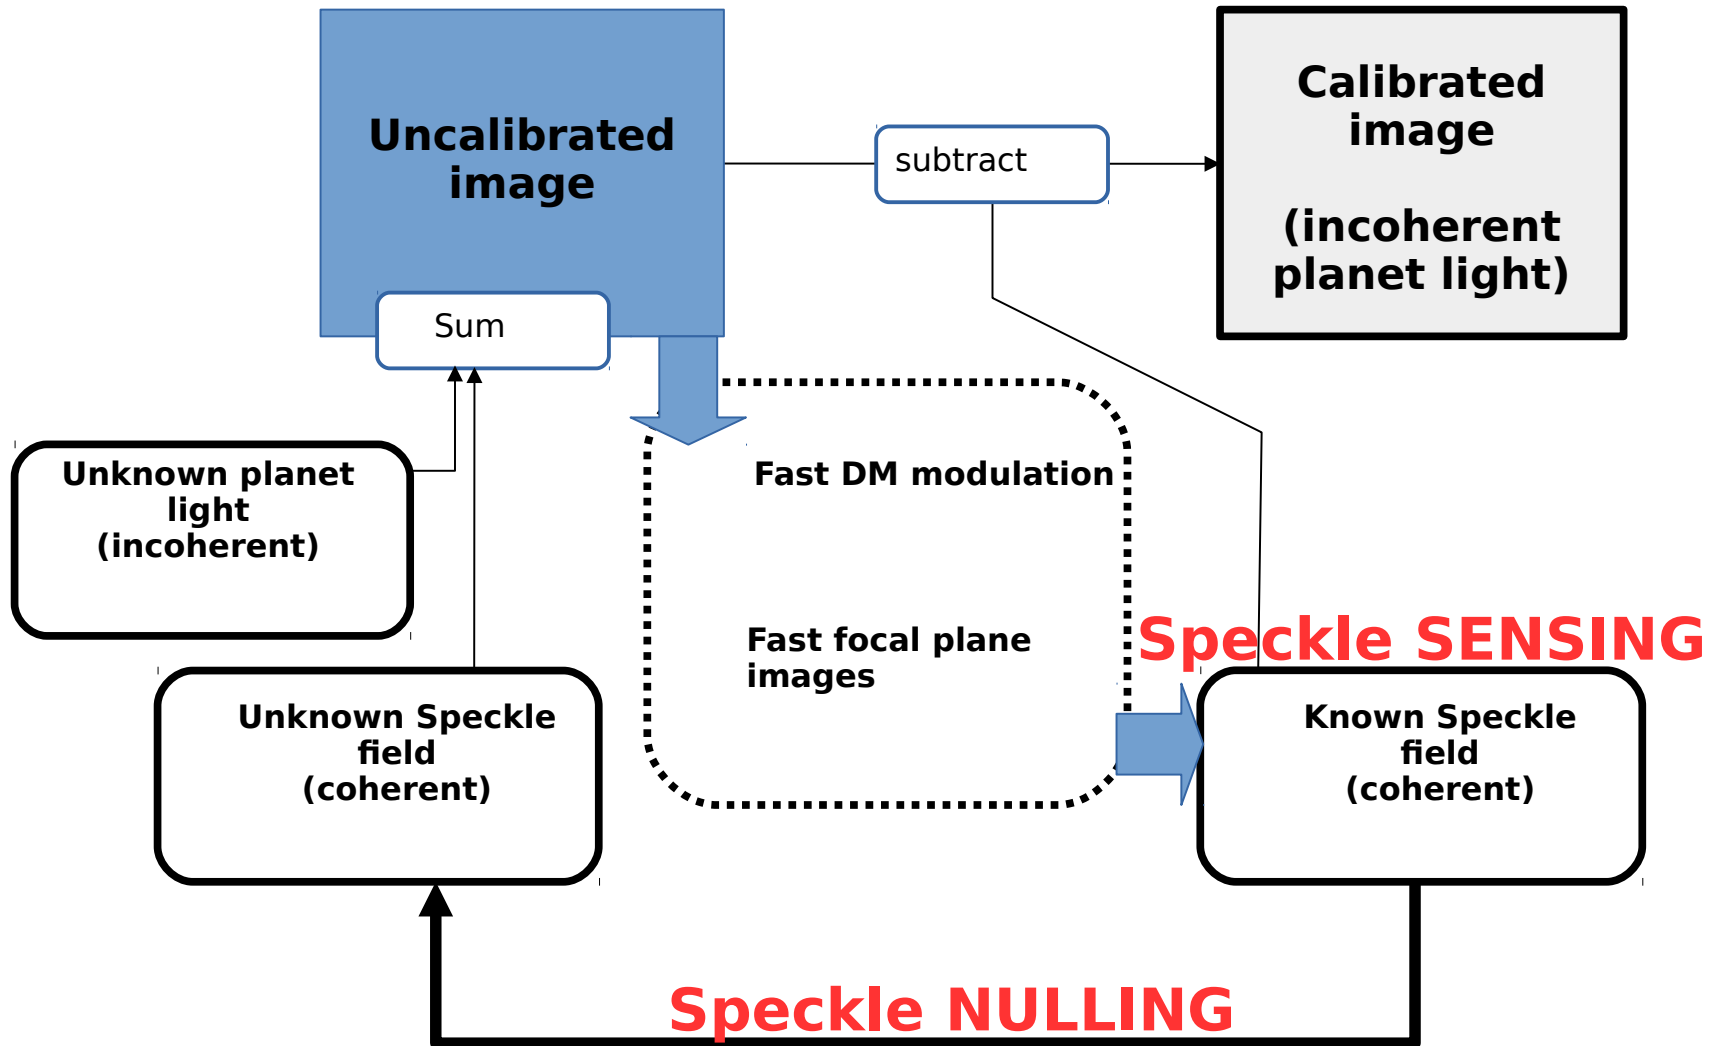 Uncalibrated
image
Sum
subtract
Calibrated
image
(incoherent
planet light)
Unknown planet
light
(incoherent)
Fast DM modulation
Fast focal plane
images
Speckle SENSING
Unknown Speckle
field
(coherent)
Known Speckle
field
(coherent)
Speckle NULLING